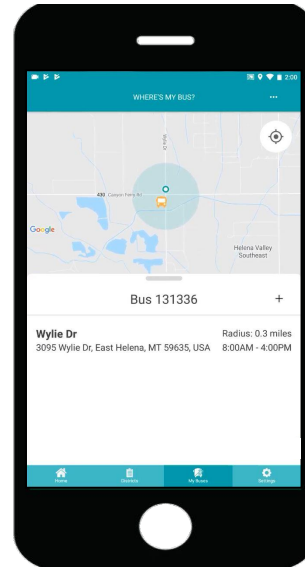 2:00
WHERE'S MY BUS?
Wylie Dr
430 Canyon Ferry Rd
Google
Helena Valley
Southeast
Bus 131336 +
Wylie Dr Radius: 0.3 miles
3095 Wylie Dr, East Helena, MT 59635, USA 8:00AM - 4:00PM
Home Districts My Buses Settings